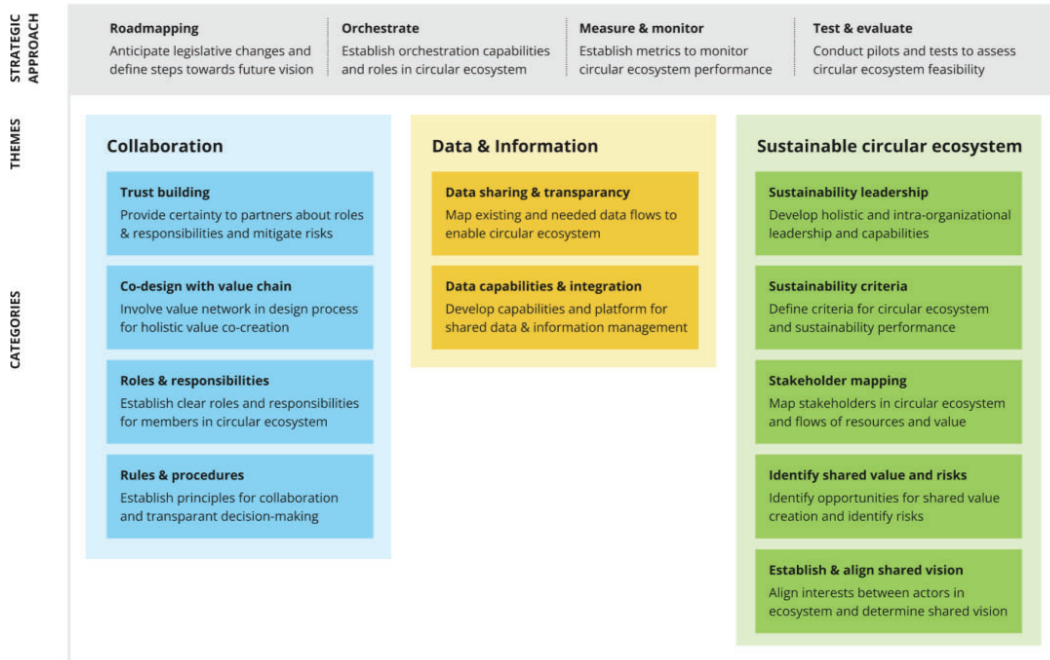 STRATEGIC
APPROACH
Roadmapping
Anticipate legislative changes and
define steps towards future vision
Orchestrate
Establish orchestration capabilities
and roles in circular ecosystem
Measure & monitor
Establish metrics to monitor
circular ecosystem performance
Test & evaluate
Conduct pilots and tests to assess
circular ecosystem feasibility
THEMES
CATEGORIES
Collaboration
Trust building
Provide certainty to partners about roles
& responsibilities and mitigate risks
Co-design with value chain
Involve value network in design process
for holistic value co-creation
Roles & responsibilities
Establish clear roles and responsibilities
for members in circular ecosystem
Rules & procedures
Establish principles for collaboration
and transparant decision-making
Data & Information
Data sharing & transparancy
Map existing and needed data flows to
enable circular ecosystem
Data capabilities & integration
Develop capabilities and platform for
shared data & information management
Sustainable circular ecosystem
Sustainability leadership
Develop holistic and intra-organizational
leadership and capabilities
Sustainability criteria
Define criteria for circular ecosystem
and sustainability performance
Stakeholder mapping
Map stakeholders in circular ecosystem
and flows of resources and value
Identify shared value and risks
Identify opportunities for shared value
creation and identify risks
Establish & align shared vision
Align interests between actors in
ecosystem and determine shared vision